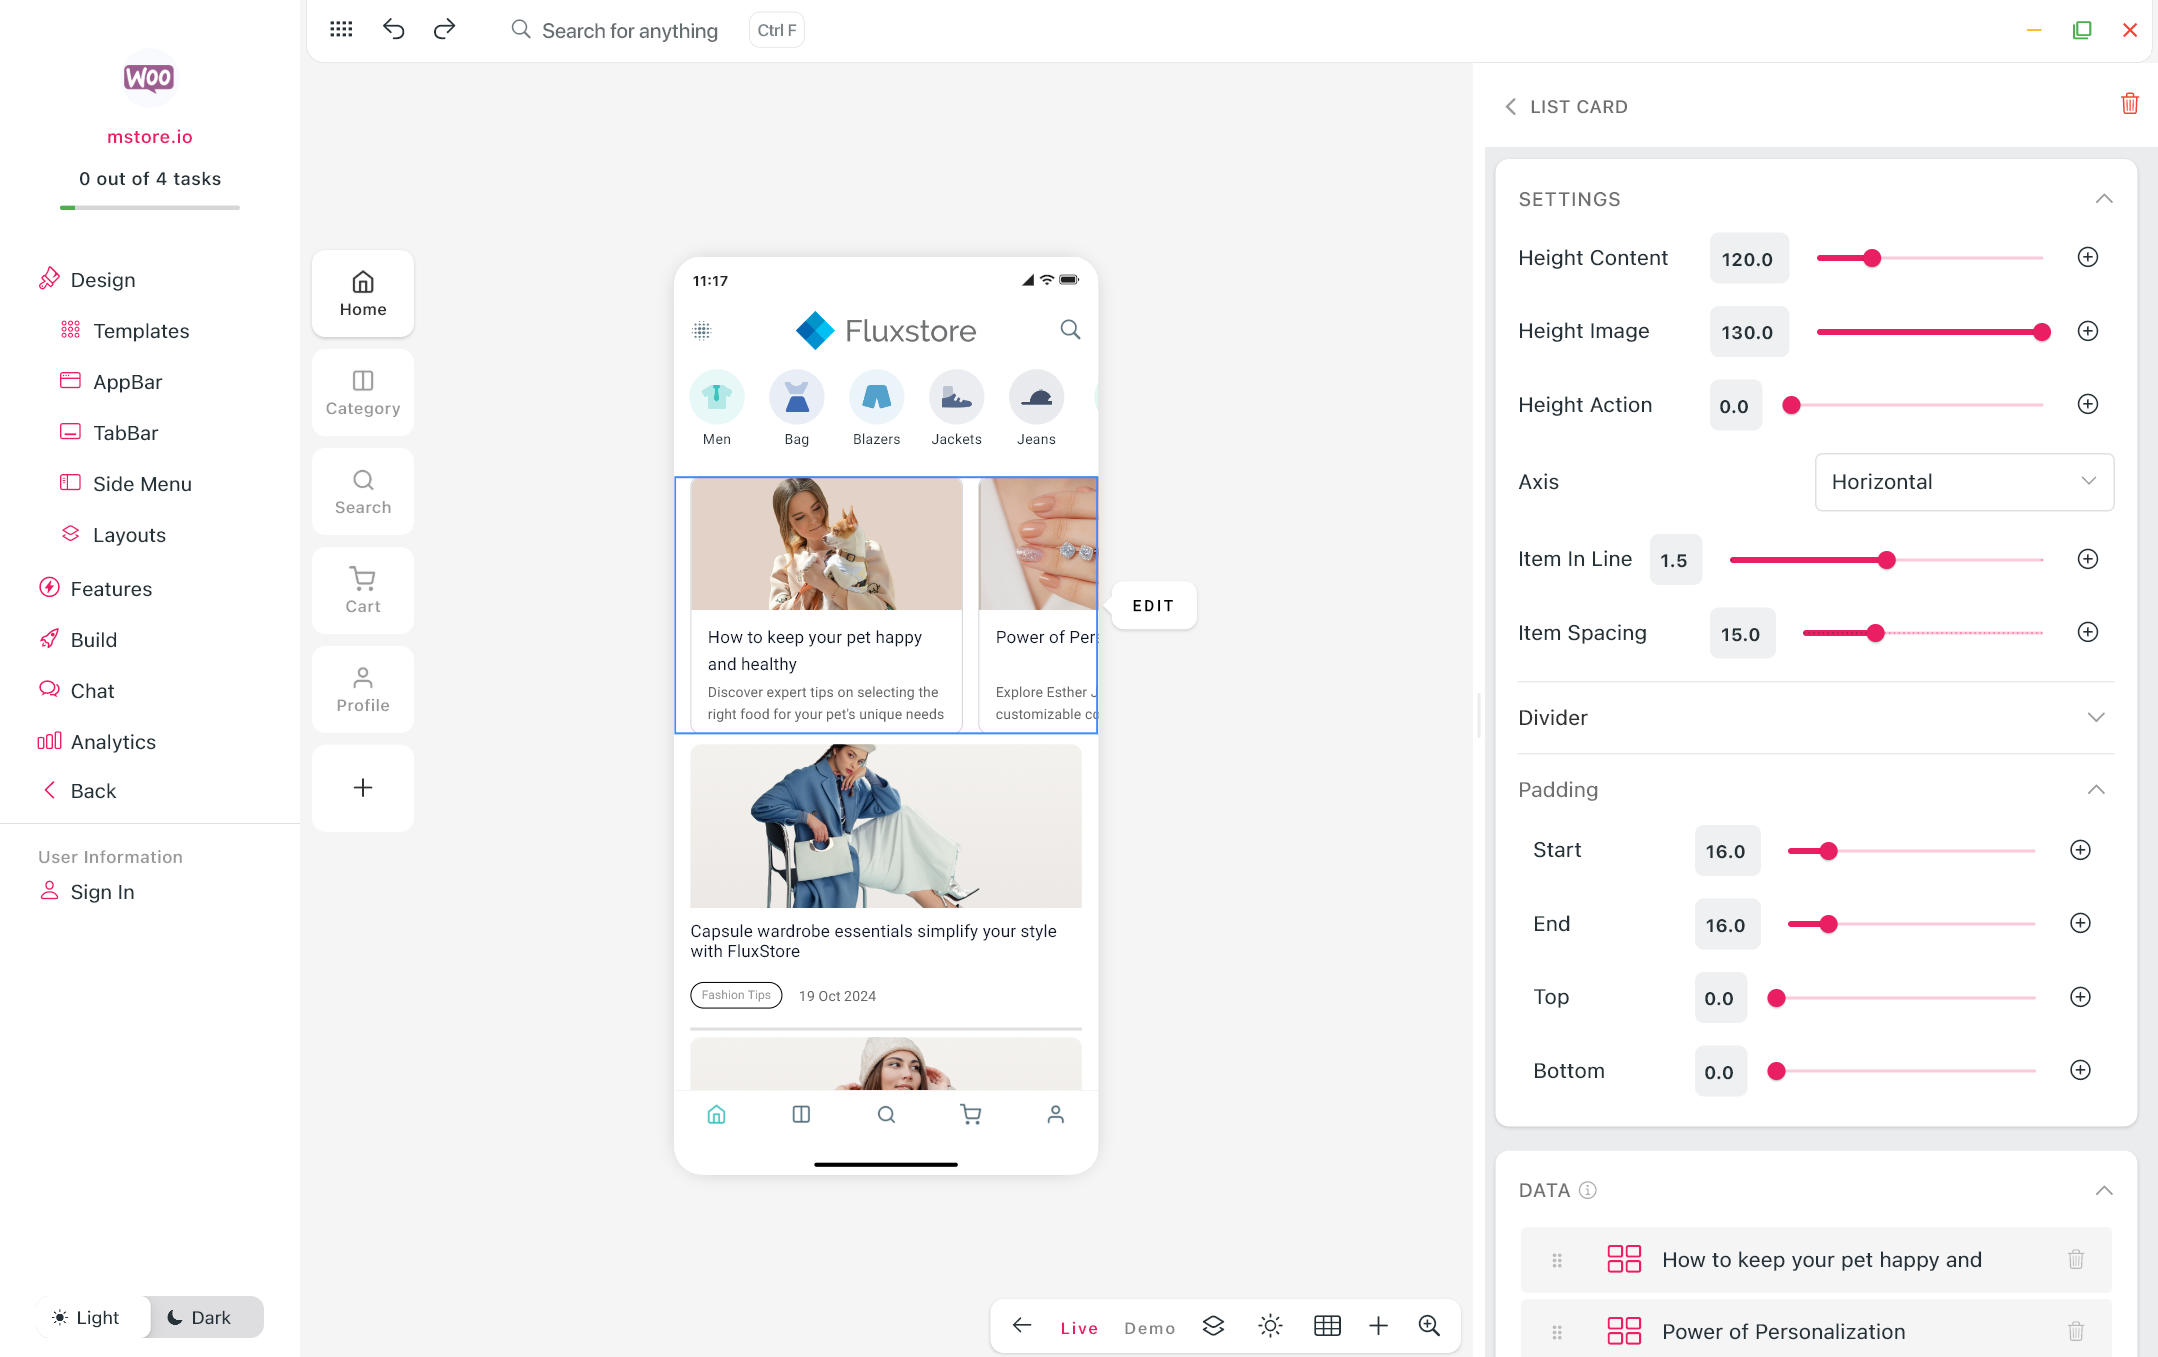 Search for anything
Ctrl F
WOO
mstore.io
0 out of 4 tasks
Design
Templates
AppBar
TabBar
Side Menu
Layouts
Features
Build
Chat
Analytics
Back
User Information
Sign In
Light
Dark
Home
Category
Search
Cart
Profile
11:17
Fluxstore
Men
Bag
Blazers
Jackets
Jeans
How to keep your pet happy
and healthy
Discover expert tips on selecting the
right food for your pet's unique needs
Power of Per
Explore Esther J
customizable co
EDIT
Capsule wardrobe essentials simplify your style
with FluxStore
Fashion Tips
19 Oct 2024
Live
Demo
LIST CARD
SETTINGS
Height Content
120.0
Height Image
130.0
Height Action
0.0
Axis
Horizontal
Item In Line
1.5
Item Spacing
15.0
Divider
Padding
Start
16.0
End
16.0
Top
0.0
Bottom
0.0
DATA
How to keep your pet happy and
Power of Personalization